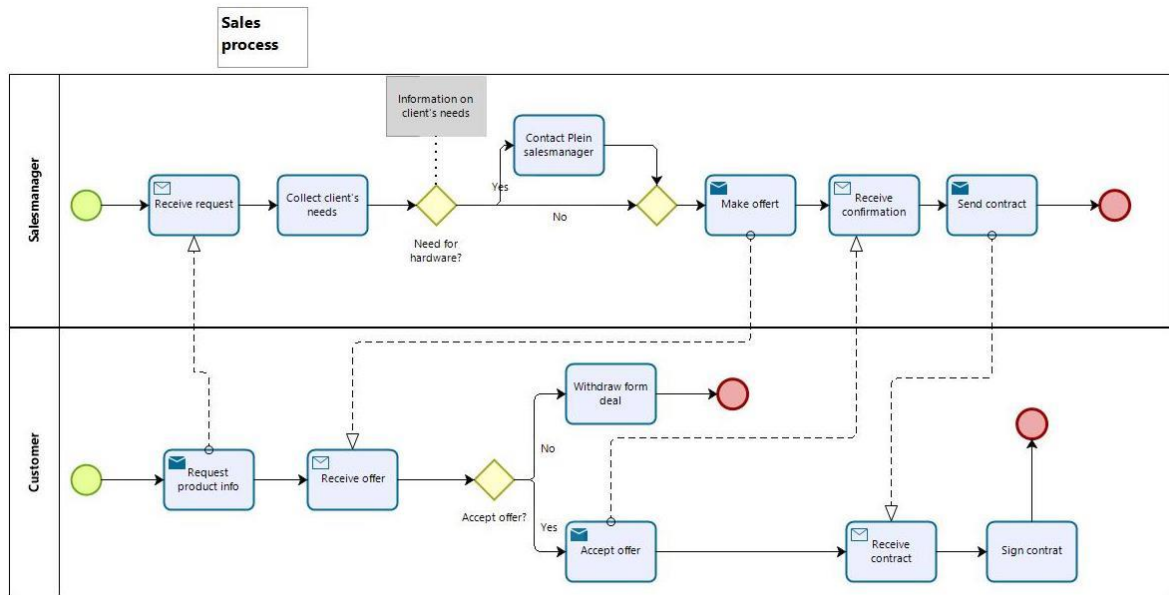 Sales
process
Salesmanager
Information on
client's needs
Contact Plein
salesmanager
Yes
Receive request
Collect client's
needs
No
Need for
hardware?
Make offert
Receive
confirmation
Send contract
Customer
Withdraw form
deal
No
Request
product info
Receive offer
Accept offer?
Yes
Accept offer
Receive
contract
Sign contrat